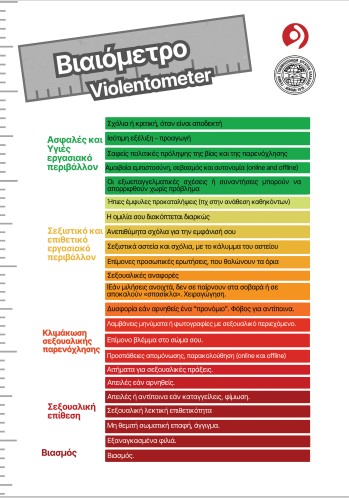 Βιαιόμετρο
Violentometer
Ασφαλές και
Υγιές
εργασιακό
περιβάλλον
Σχόλια ή κριτική, όταν είναι αποδεκτή
Ισότιμη εξέλιξη - προαγωγή
Σαφείς πολιτικές πρόληψης της βίας και της παρενόχλησης
Αμοιβαία εμπιστοσύνη, σεβασμός και αυτονομία (online and offline)
Οι εξωεπαγγελματικές σχέσεις ή συναντήσεις μπορούν να
απορριφθούν χωρίς πρόβλημα
Σεξιστικό και
επιθετικό
εργασιακό
περιβάλλον
Ήπιες έμφυλες προκαταλήψεις (πχ στην ανάθεση καθηκόντων)
Η ομιλία σου διακόπτεται διαρκώς
Ανεπιθύμητα σχόλια για την εμφάνισή σου
Σεξιστικά αστεία και σχόλια, με το κάλυμμα του αστείου
Επίμονες προσωπικές ερωτήσεις, που θολώνουν τα όρια
Σεξουαλικές αναφορές
Εάν μιλήσεις ανοιχτά, δεν σε παίρνουν στα σοβαρά ή σε
αποκαλούν «σπασίκλα». Χειραγώγηση.
Κλιμάκωση
σεξουαλικής
παρενόχλησης
Δυσφορία εάν αρνηθείς ένα "προνόμιο". Φόβος για αντίποινα.
Λαμβάνεις μηνύματα ή φωτογραφίες με σεξουαλικό περιεχόμενο.
Επίμονο βλέμμα στο σώμα σου.
Προσπάθειες απομόνωσης, παρακολούθηση (online και offline)
Αιτήματα για σεξουαλικές πράξεις.
Απειλές εάν αρνηθείς.
Σεξουαλική
επίθεση
Απειλές ή αντίποινα εάν καταγγείλεις, φίμωση.
Σεξουαλική λεκτική επιθετικότητα
Μη θεμιτή σωματική επαφή, άγγιγμα.
Εξαναγκασμένα φιλιά.
Βιασμός
Βιασμός.